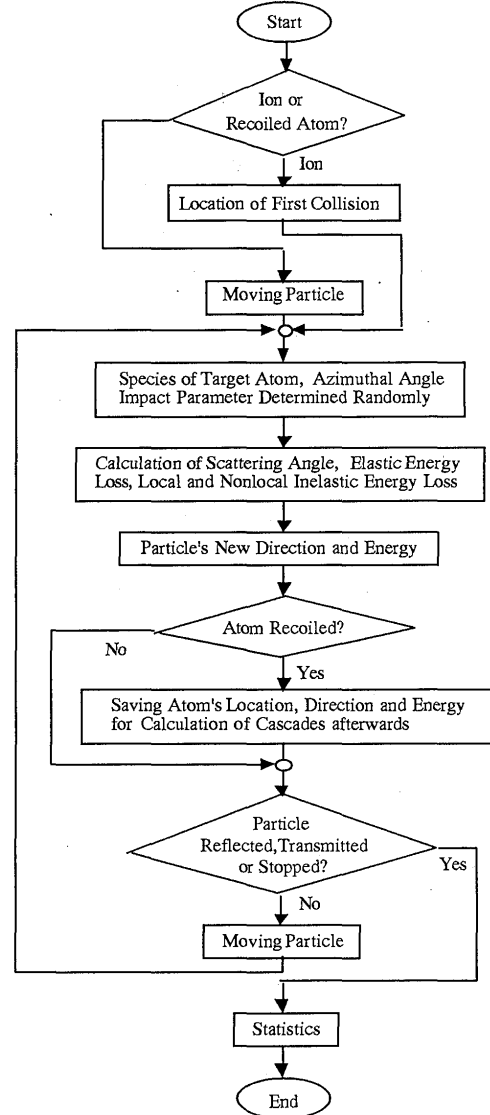 Start
Ion or
Recoiled Atom?
Ion
Location of First Collision
Moving Particle
Species of Target Atom, Azimuthal Angle
Impact Parameter Determined Randomly
Calculation of Scattering Angle, Elastic Energy
Loss, Local and Nonlocal Inelastic Energy Loss
Particle's New Direction and Energy
Atom Recoiled?
No
Yes
Saving Atom's Location, Direction and Energy
for Calculation of Cascades afterwards
Particle
Reflected,Transmitted
or Stopped?
Yes
No
Moving Particle
Statistics
End